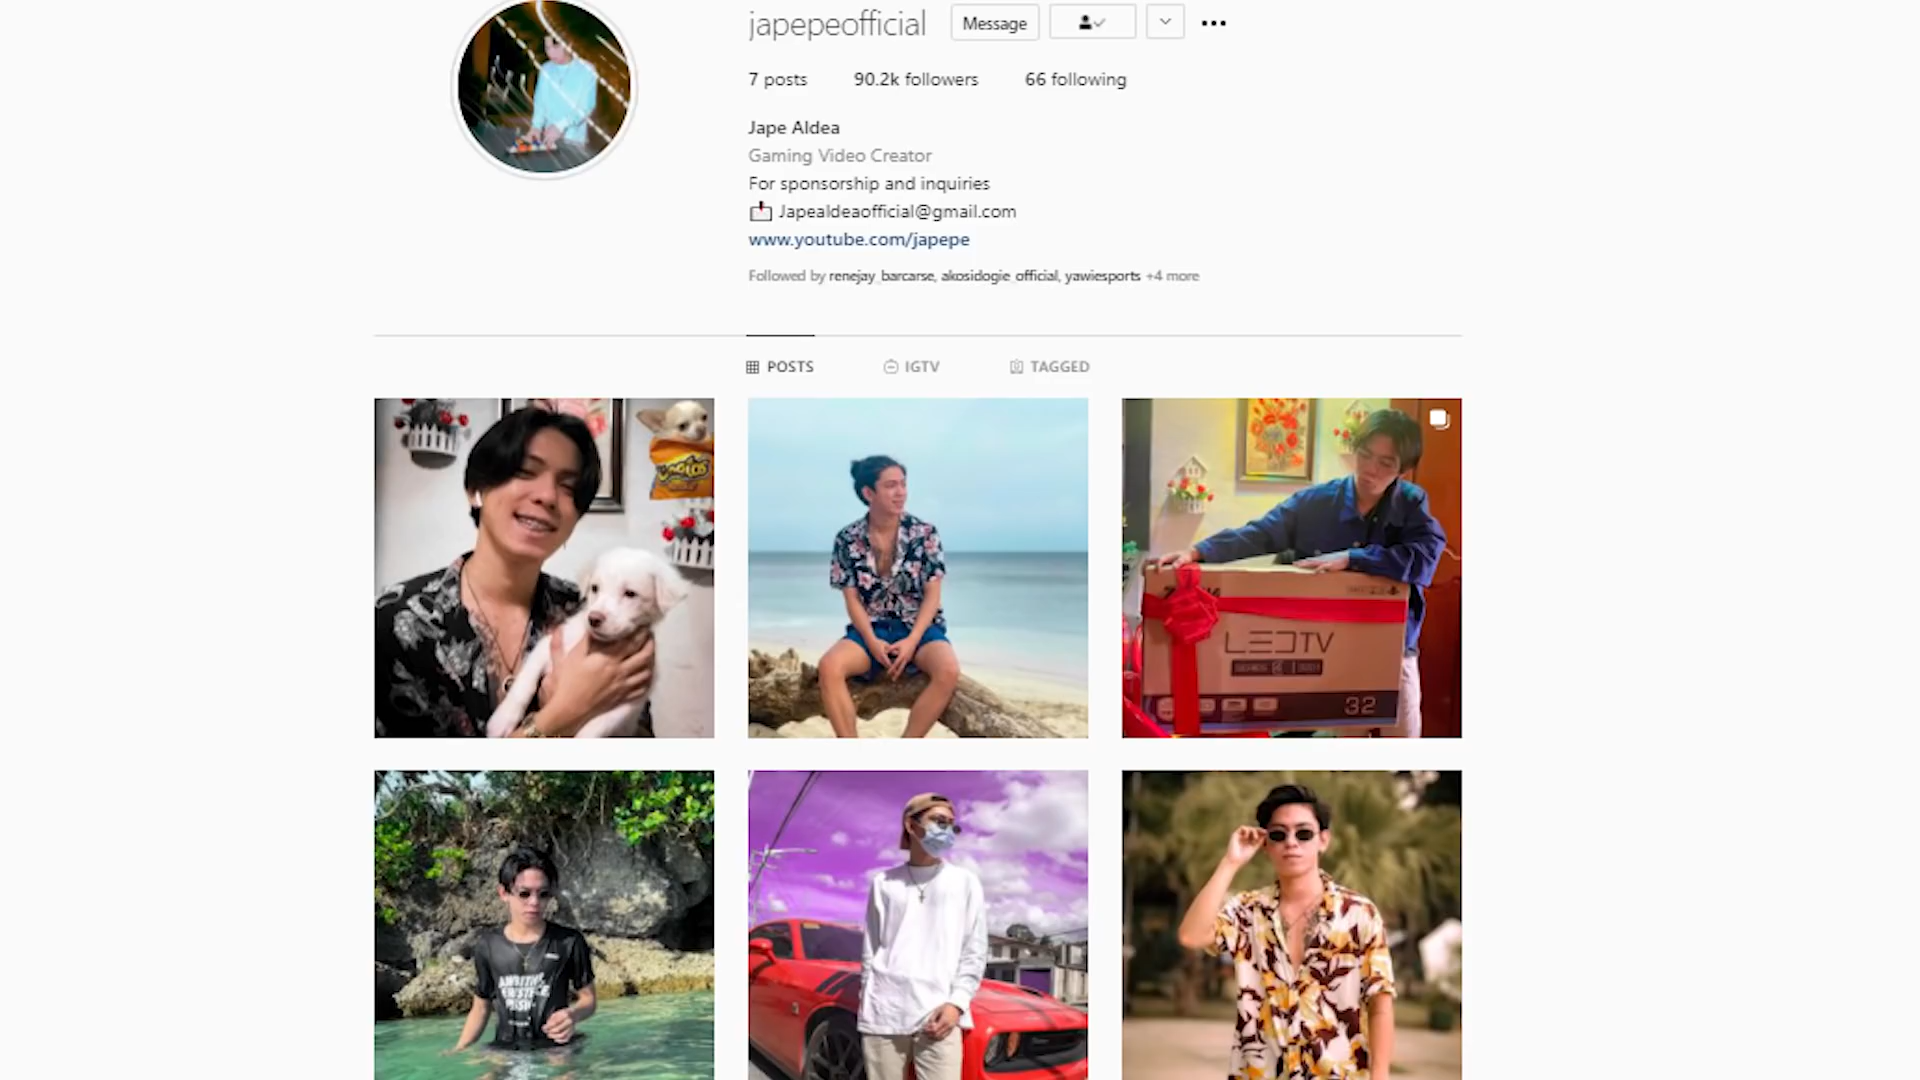 japepeofficial Message
7 posts 90.2k followers 66 following
Jape Aldea
Gaming Video Creator
For sponsorship and inquiries
Japealdeaofficial@gmail.com
www.youtube.com/japepe
Followed by renejay_barcarse, akosidogie_official, yawiesports +4 more
POSTS IGTV TAGGED
LEDTV
32